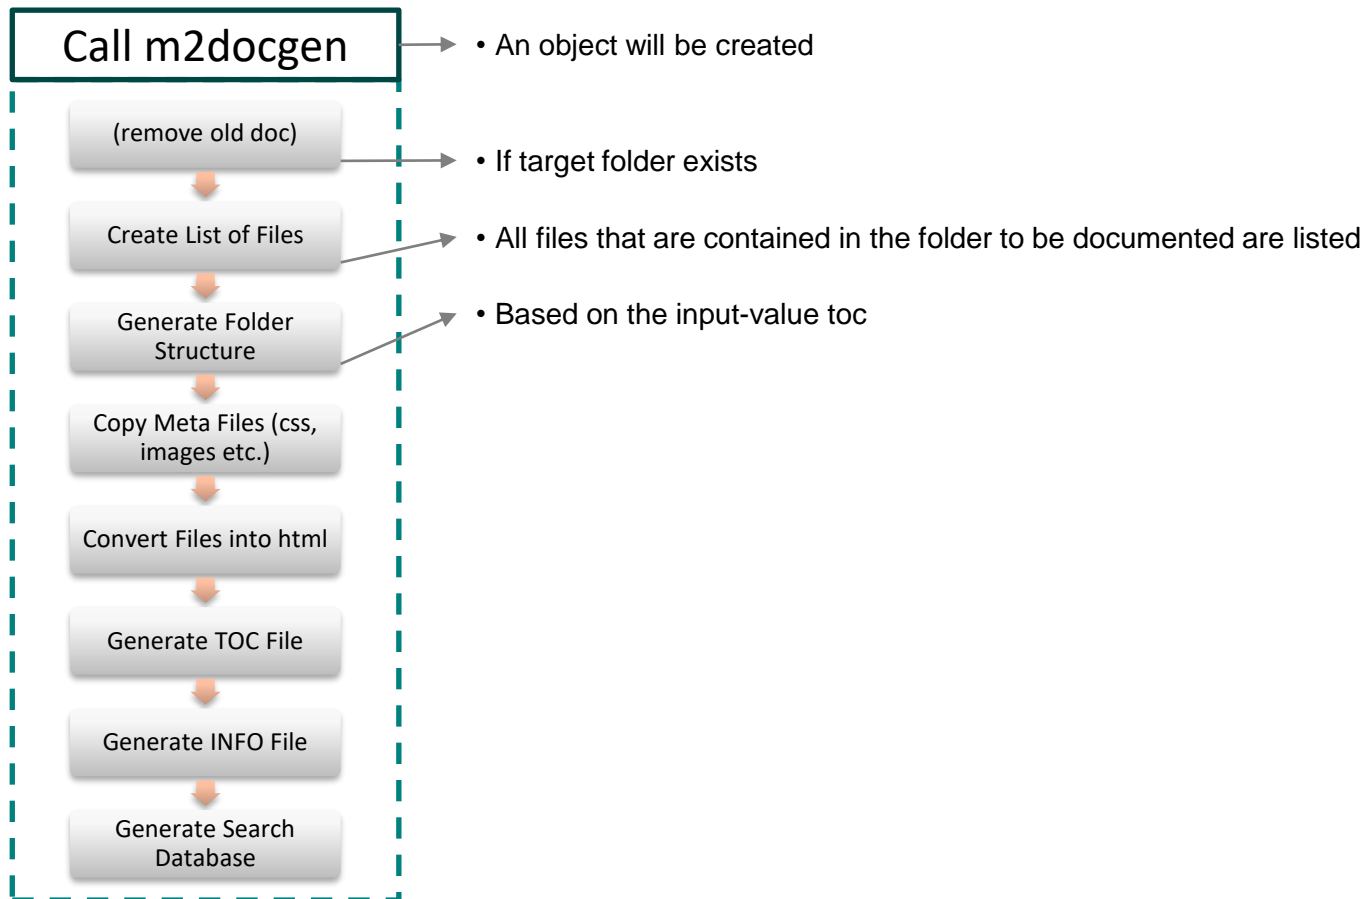 Call m2docgen
• An object will be created
(remove old doc)
• If target folder exists
Create List of Files
• All files that are contained in the folder to be documented are listed
Generate Folder
Structure
• Based on the input-value toc
Copy Meta Files (css,
images etc.)
Convert Files into html
Generate TOC File
Generate INFO File
Generate Search
Database